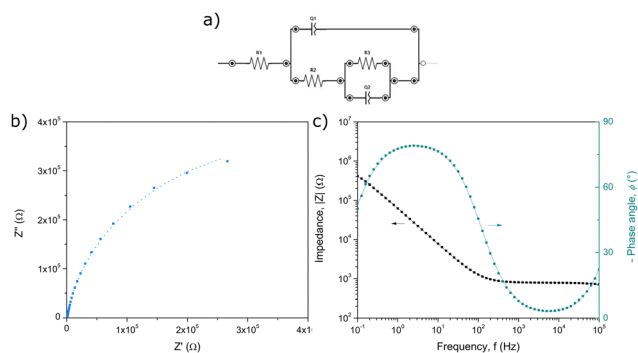 a)
Q1
R1
R3
R2
Q2
b)
4x10⁵
3x10⁵
2x10⁵
1x10⁵
0
Z'' (Ω)
0 1x10⁵ 2x10⁵ 3x10⁵ 4x10
Z' (Ω)
c)
10⁷
10⁶
10⁵
10⁴
10³
10²
Impedance, |Z| (Ω)
10⁻¹ 10⁰ 10¹ 10² 10³ 10⁴ 10⁵
Frequency, f (Hz)
90
60
30
0
- Phase angle, ϕ (°)